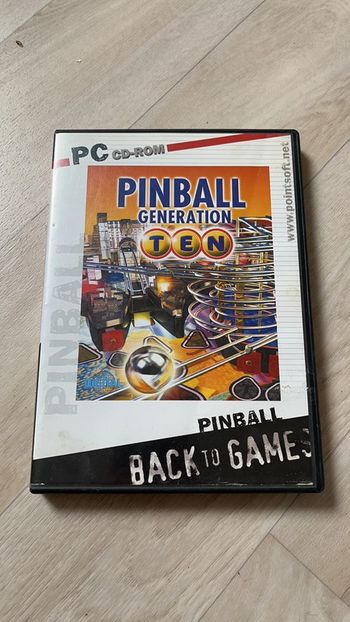 PC CD-ROM
www.pointsoft.net
PINBALL
GENERATION
TEN
PINBALL
PINBALL
BACK TO GAMES